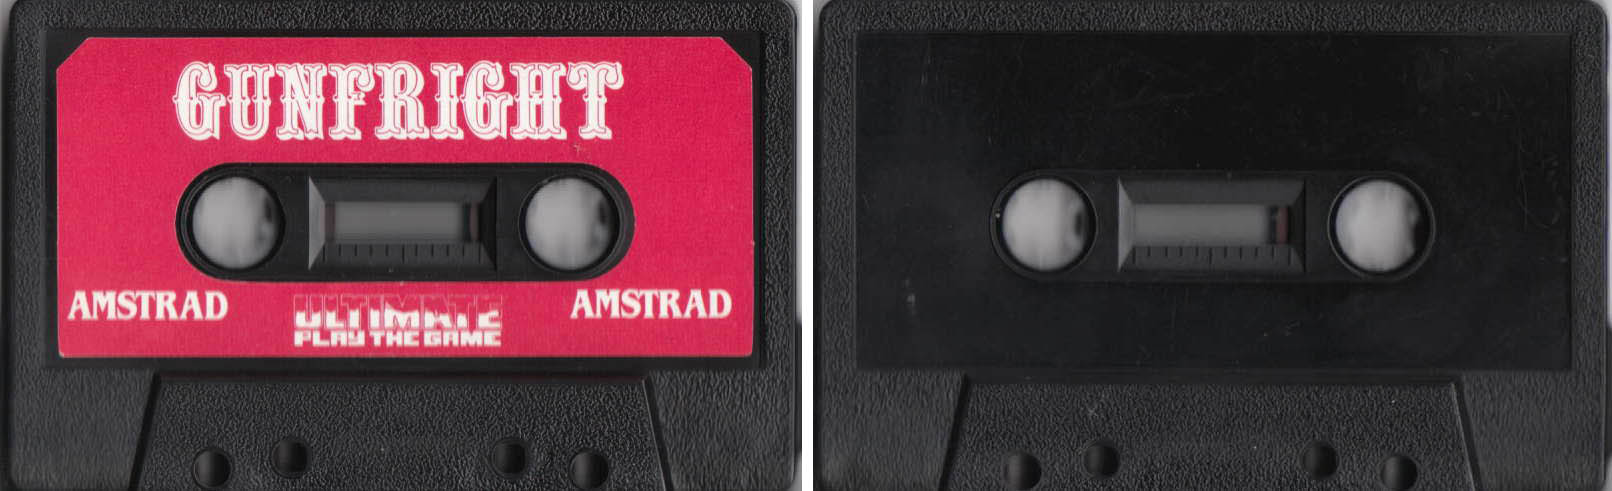 GUNFRIGHT
AMSTRAD
ULTIMATE
PLAY THE GAME
AMSTRAD